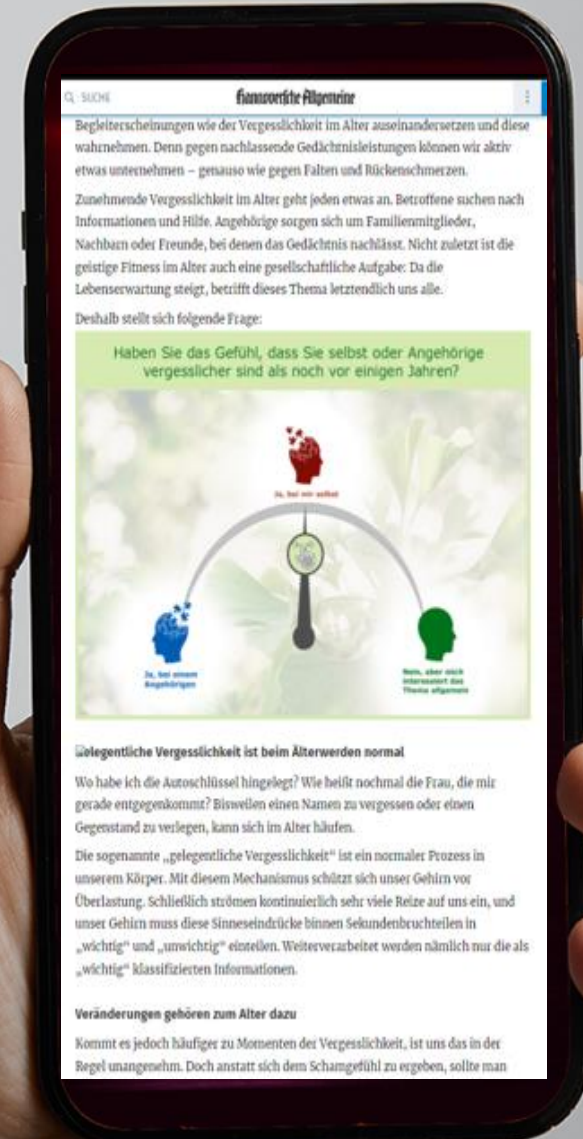 SUCHE
Hannoversche Allgemeine
Begleiterscheinungen wie der Vergesslichkeit im Alter auseinandersetzen und diese
wahrnehmen. Denn gegen nachlassende Gedächtnisleistungen können wir aktiv
etwas unternehmen – genauso wie gegen Falten und Rückenschmerzen.
Zunehmende Vergesslichkeit im Alter geht jeden etwas an. Betroffene suchen nach
Informationen und Hilfe. Angehörige sorgen sich um Familienmitglieder,
Nachbarn oder Freunde, bei denen das Gedächtnis nachlässt. Nicht zuletzt ist die
geistige Fitness im Alter auch eine gesellschaftliche Aufgabe: Da die
Lebenserwartung steigt, betrifft dieses Thema letztendlich uns alle.
Deshalb stellt sich folgende Frage:
Haben Sie das Gefühl, dass Sie selbst oder Angehörige
vergesslicher sind als noch vor einigen Jahren?
Ja, bei mir selbst
Ja, bei einem
Angehörigen
Nein, aber mich
interessiert das
Thema allgemein
Gelegentliche Vergesslichkeit ist beim Älterwerden normal
Wo habe ich die Autoschlüssel hingelegt? Wie heißt nochmal die Frau, die mir
gerade entgegenkommt? Bisweilen einen Namen zu vergessen oder einen
Gegenstand zu verlegen, kann sich im Alter häufen.
Die sogenannte „gelegentliche Vergesslichkeit“ ist ein normaler Prozess in
unserem Körper. Mit diesem Mechanismus schützt sich unser Gehirn vor
Überlastung. Schließlich strömen kontinuierlich sehr viele Reize auf uns ein, und
unser Gehirn muss diese Sinneseindrücke binnen Sekundenbruchteilen in
„wichtig“ und „unwichtig“ einteilen. Weiterverarbeitet werden nämlich nur die als
„wichtig“ klassifizierten Informationen.
Veränderungen gehören zum Alter dazu
Kommt es jedoch häufiger zu Momenten der Vergesslichkeit, ist uns das in der
Regel unangenehm. Doch anstatt sich dem Schamgefühl zu ergeben, sollte man